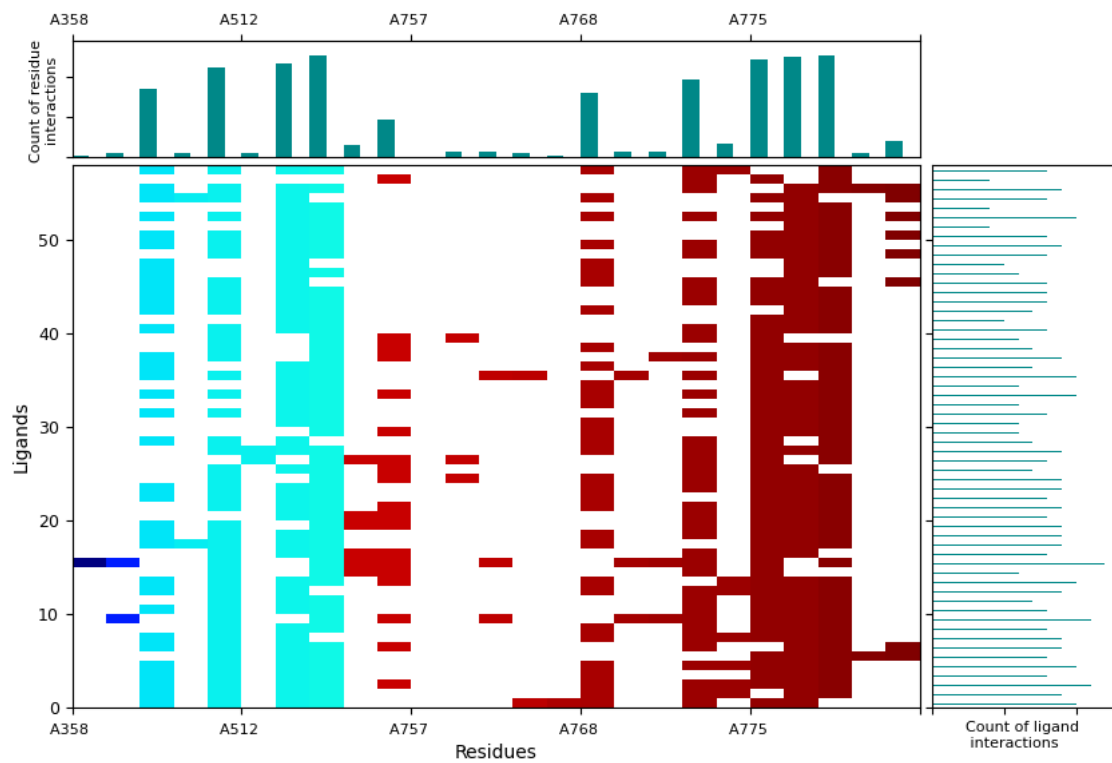 A358 A512 A757 A768 A775
Count of residue
interactions
50
40
30
20
10
0
Ligands
A358 A512 A757 A768 A775
Residues
Count of ligand
interactions